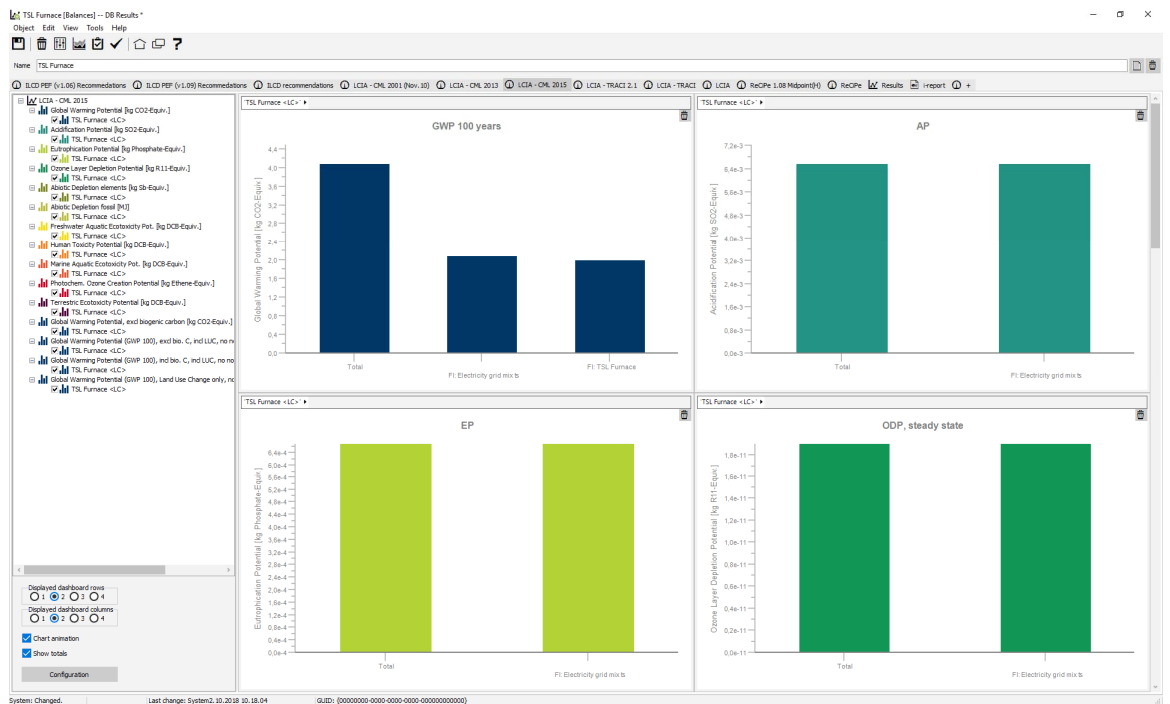 TSL Furnace [Balances] -- DB Results *
Object Edit View Tools Help
Name TSL Furnace
ILCD PEF (v1.06) Recommedations ILCD PEF (v1.09) Recommendations ILCD recommendations LCIA - CML 2001 (Nov. 10) LCIA - CML 2013 LCIA - CML 2015 LCIA - TRACI 2.1 LCIA - TRACI LCIA ReCiPe 1.08 Midpoint(H) ReCiPe Results i-report +
LCIA - CML 2015
Global Warming Potential [kg CO2-Equiv.]
TSL Furnace <LC>
Acidification Potential [kg SO2-Equiv.]
TSL Furnace <LC>
Eutrophication Potential [kg Phosphate-Equiv.]
TSL Furnace <LC>
Ozone Layer Depletion Potential [kg R11-Equiv.]
TSL Furnace <LC>
Abiotic Depletion elements [kg Sb-Equiv.]
TSL Furnace <LC>
Abiotic Depletion fossil [MJ]
TSL Furnace <LC>
Freshwater Aquatic Ecotoxicity Pot. [kg DCB-Equiv.]
TSL Furnace <LC>
Human Toxicity Potential [kg DCB-Equiv.]
TSL Furnace <LC>
Marine Aquatic Ecotoxicity Pot. [kg DCB-Equiv.]
TSL Furnace <LC>
Photochem. Ozone Creation Potential [kg Ethene-Equiv.]
TSL Furnace <LC>
Terrestric Ecotoxicity Potential [kg DCB-Equiv.]
TSL Furnace <LC>
Global Warming Potential, excl biogenic carbon [kg CO2-Equiv.]
TSL Furnace <LC>
Global Warming Potential (GWP 100), excl bio. C, incl LUC, no no
TSL Furnace <LC>
Global Warming Potential (GWP 100), incl bio. C, incl LUC, no no
TSL Furnace <LC>
Global Warming Potential (GWP 100), Land Use Change only, no
TSL Furnace <LC>
Displayed dashboard rows
1 2 3 4
Displayed dashboard columns
1 2 3 4
Chart animation
Show totals
Configuration
'TSL Furnace <LC>'
GWP 100 years
Global Warming Potential [kg CO2-Equiv.]
4,4
4,0
3,6
3,2
2,8
2,4
2,0
1,6
1,2
0,8
0,4
0,0
Total
FI: Electricity grid mix ts
FI: TSL Furnace
'TSL Furnace <LC>'
AP
Acidification Potential [kg SO2-Equiv.]
7,2e-3
6,4e-3
5,6e-3
4,8e-3
4,0e-3
3,2e-3
2,4e-3
1,6e-3
0,8e-3
0,0e-3
Total
FI: Electricity grid mix ts
'TSL Furnace <LC>'
EP
Eutrophication Potential [kg Phosphate-Equiv.]
6,4e-4
6,0e-4
5,6e-4
5,2e-4
4,8e-4
4,4e-4
4,0e-4
3,6e-4
3,2e-4
2,8e-4
2,4e-4
2,0e-4
1,6e-4
1,2e-4
0,8e-4
0,4e-4
0,0e-4
Total
FI: Electricity grid mix ts
'TSL Furnace <LC>'
ODP, steady state
Ozone Layer Depletion Potential [kg R11-Equiv.]
1,8e-11
1,6e-11
1,4e-11
1,2e-11
1,0e-11
0,8e-11
0,6e-11
0,4e-11
0,2e-11
0,0e-11
Total
FI: Electricity grid mix ts
System: Changed. Last change: System2.10.2018 10.18.04 GUID: {00000000-0000-0000-0000-000000000000}